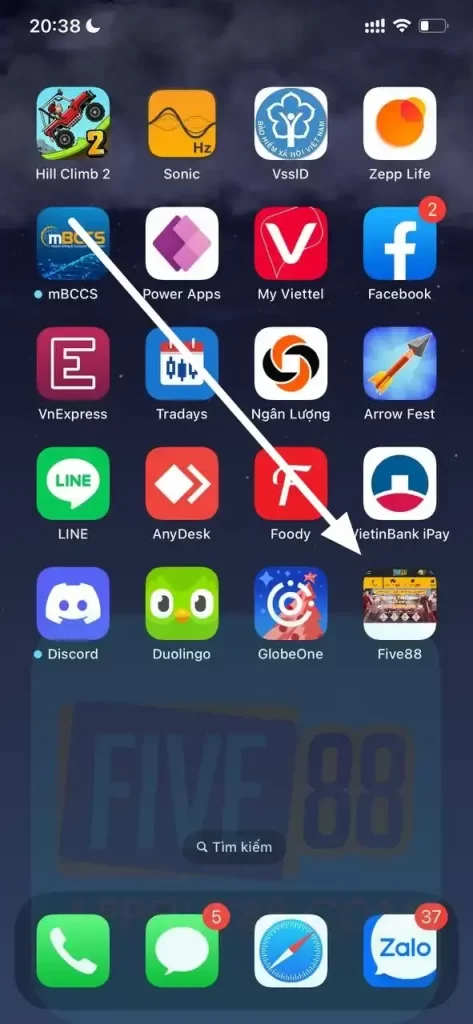 20:38
2
Hz
BẢO HIỂM XÃ HỘI VIỆT NAM
Hill Climb 2
Sonic
VssID
Zepp Life
mBCCS
V
2
f
mBCCS
Power Apps
My Viettel
Facebook
E
VnExpress
Tradays
Ngân Lượng
Arrow Fest
LINE
F
LINE
AnyDesk
Foody
VietinBank iPay
Discord
Duolingo
GlobeOne
Five88
FIVE 88
Tìm kiếm
5
37
Zalo